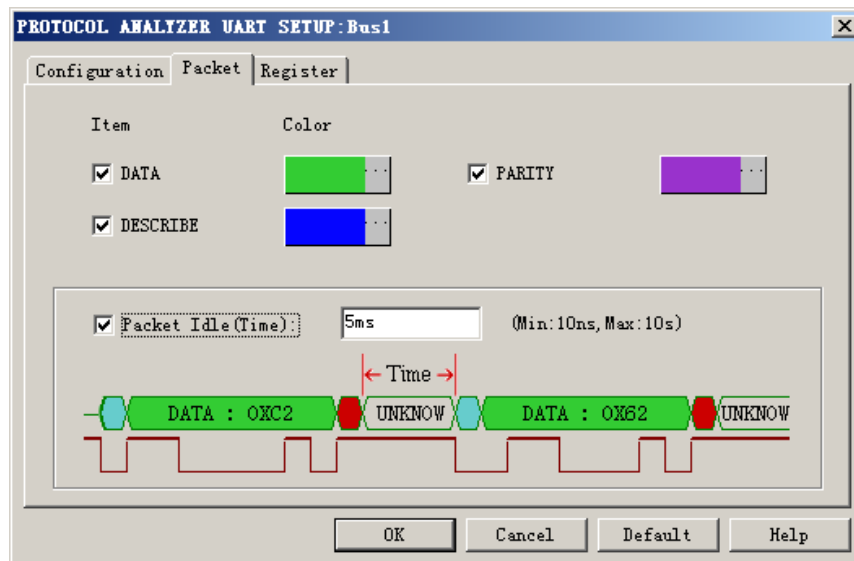 PROTOCOL ANALYZER UART SETUP:Bus1
Configuration Packet Register
Item Color
DATA ... PARITY ...
DESCRIBE ...
Packet Idle(Time): 5ms (Min:10ns,Max:10s)
Time
DATA : 0XC2 UNKNOW DATA : 0X62 UNKNOW
OK Cancel Default Help